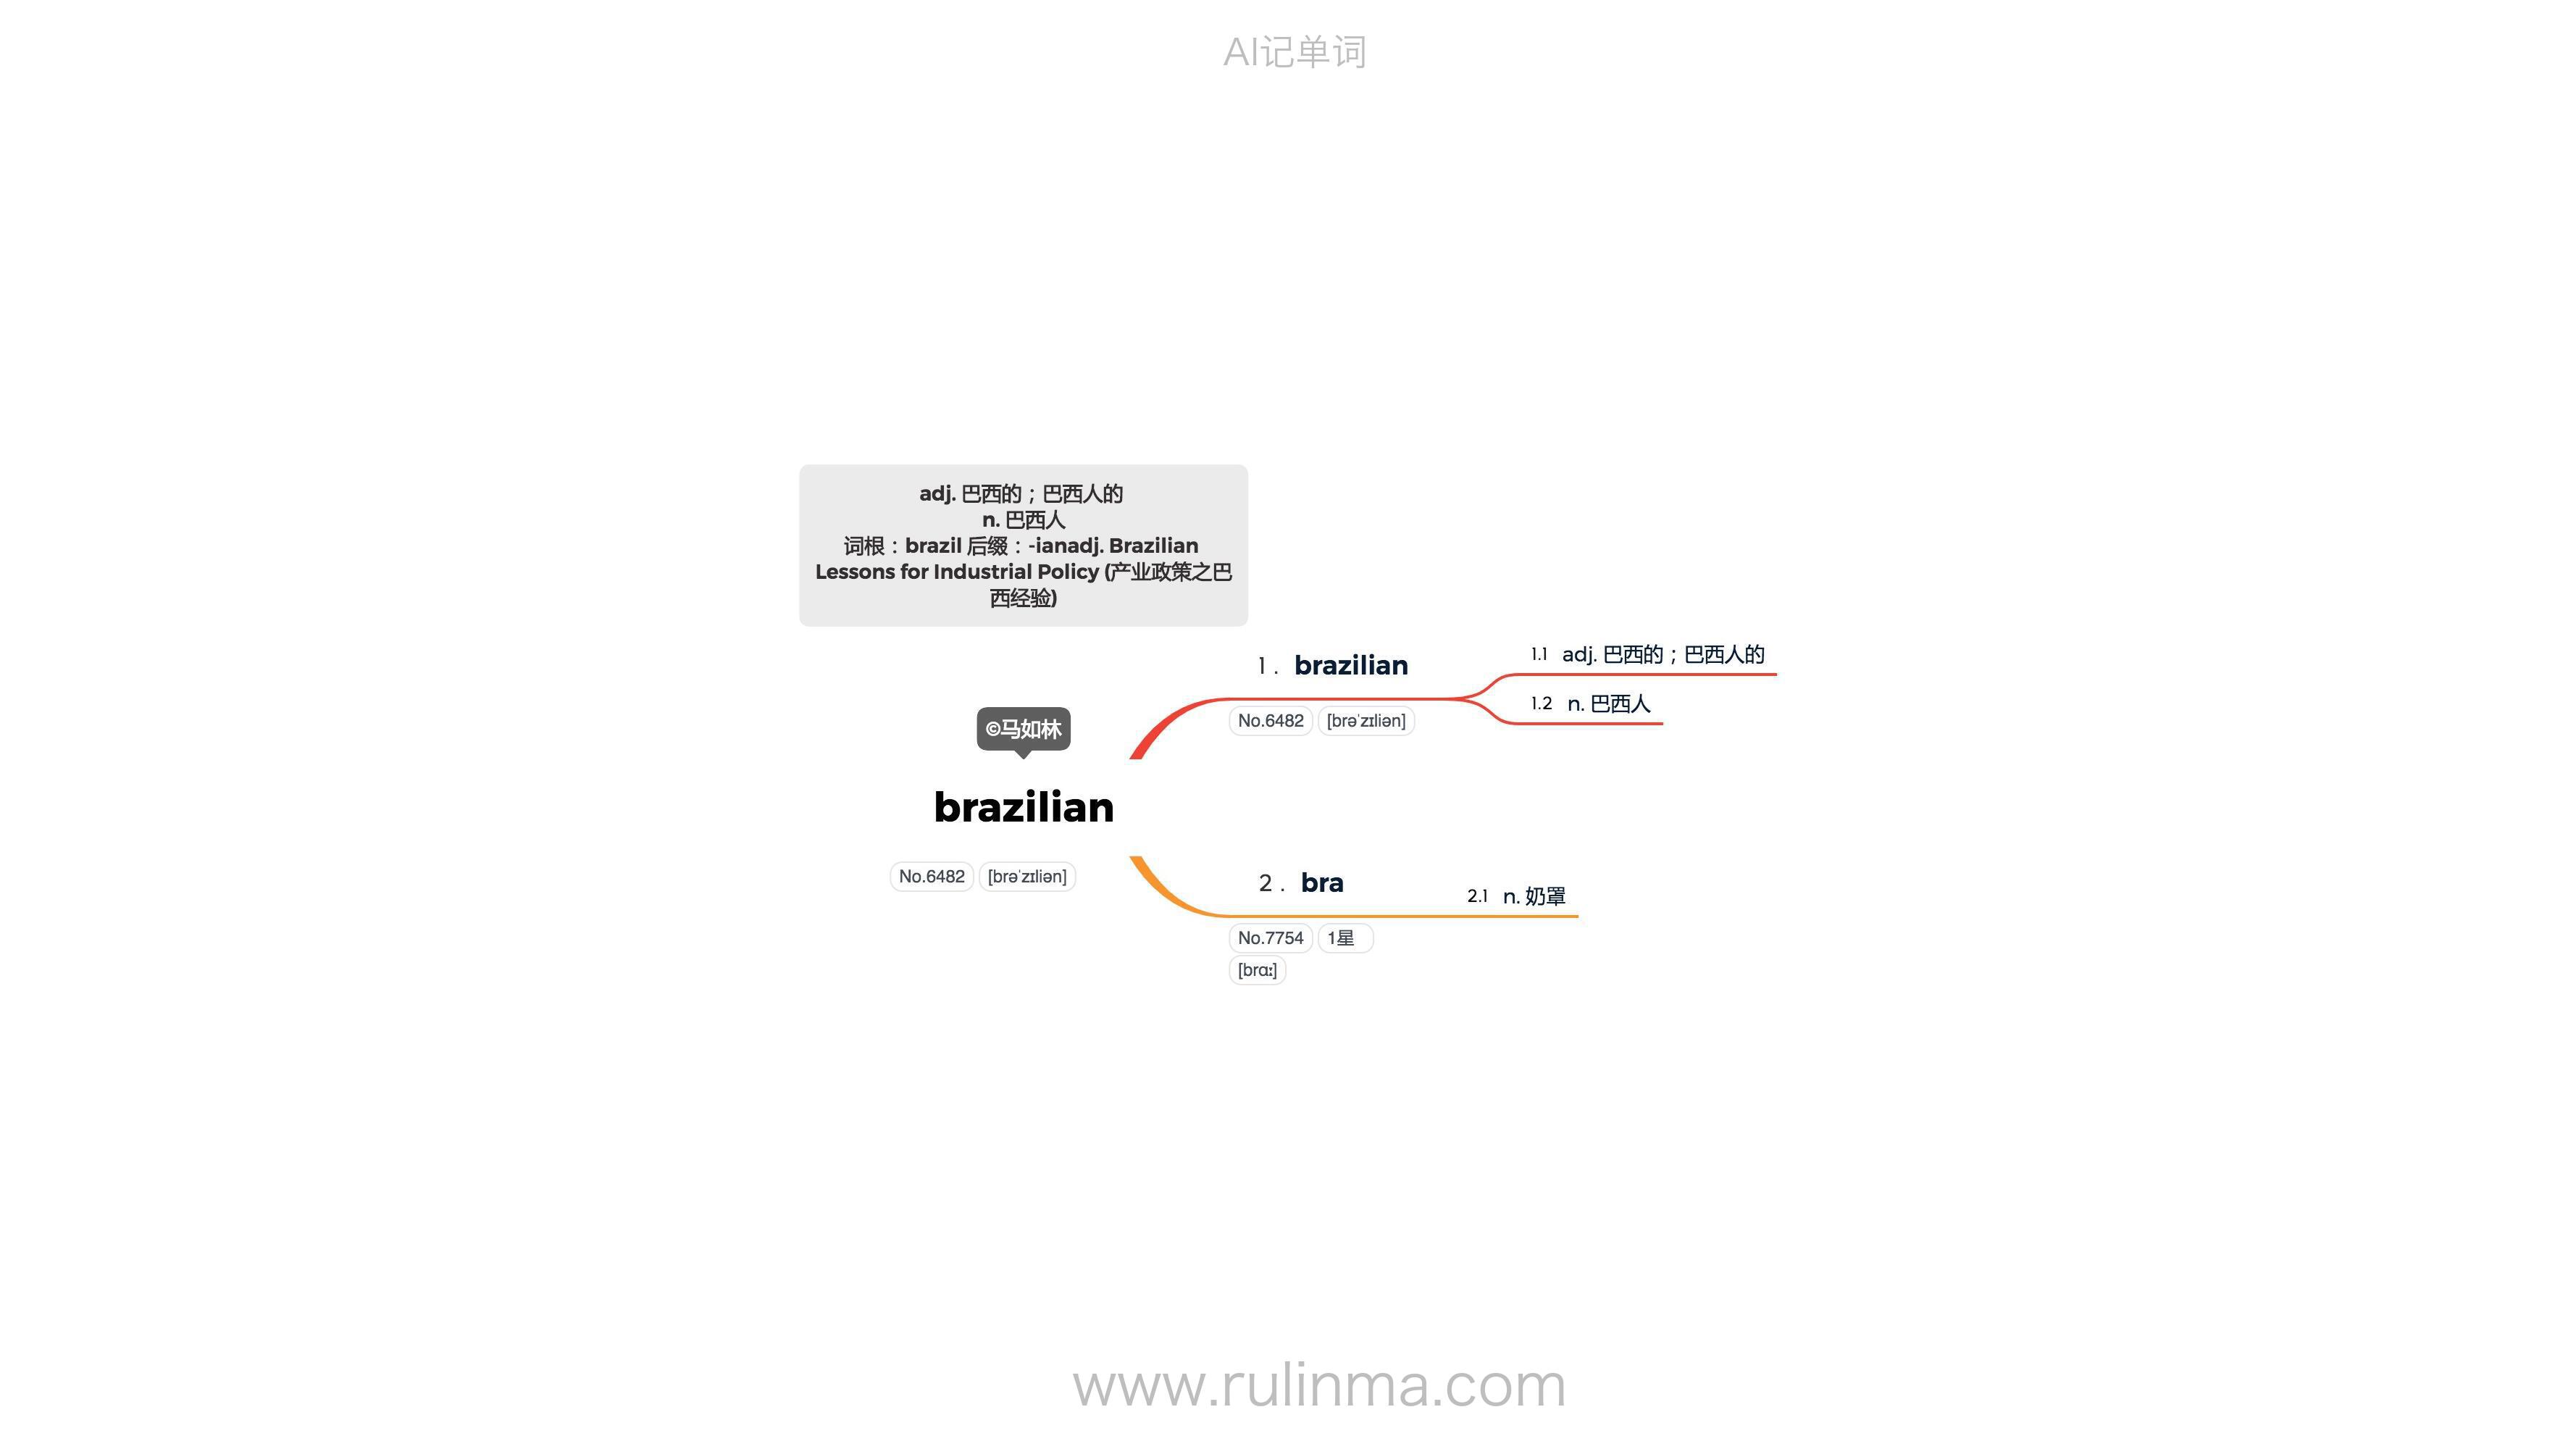 AI记单词
adj. 巴西的；巴西人的
n. 巴西人
词根：brazil 后缀：-ianadj. Brazilian
Lessons for Industrial Policy (产业政策之巴
西经验)
1. brazilian
1.1 adj. 巴西的；巴西人的
1.2 n. 巴西人
No.6482 [brəˈzɪliən]
©马如林
brazilian
No.6482 [brəˈzɪliən]
2. bra
2.1 n. 奶罩
No.7754 1星
[brɑː]
www.rulinma.com